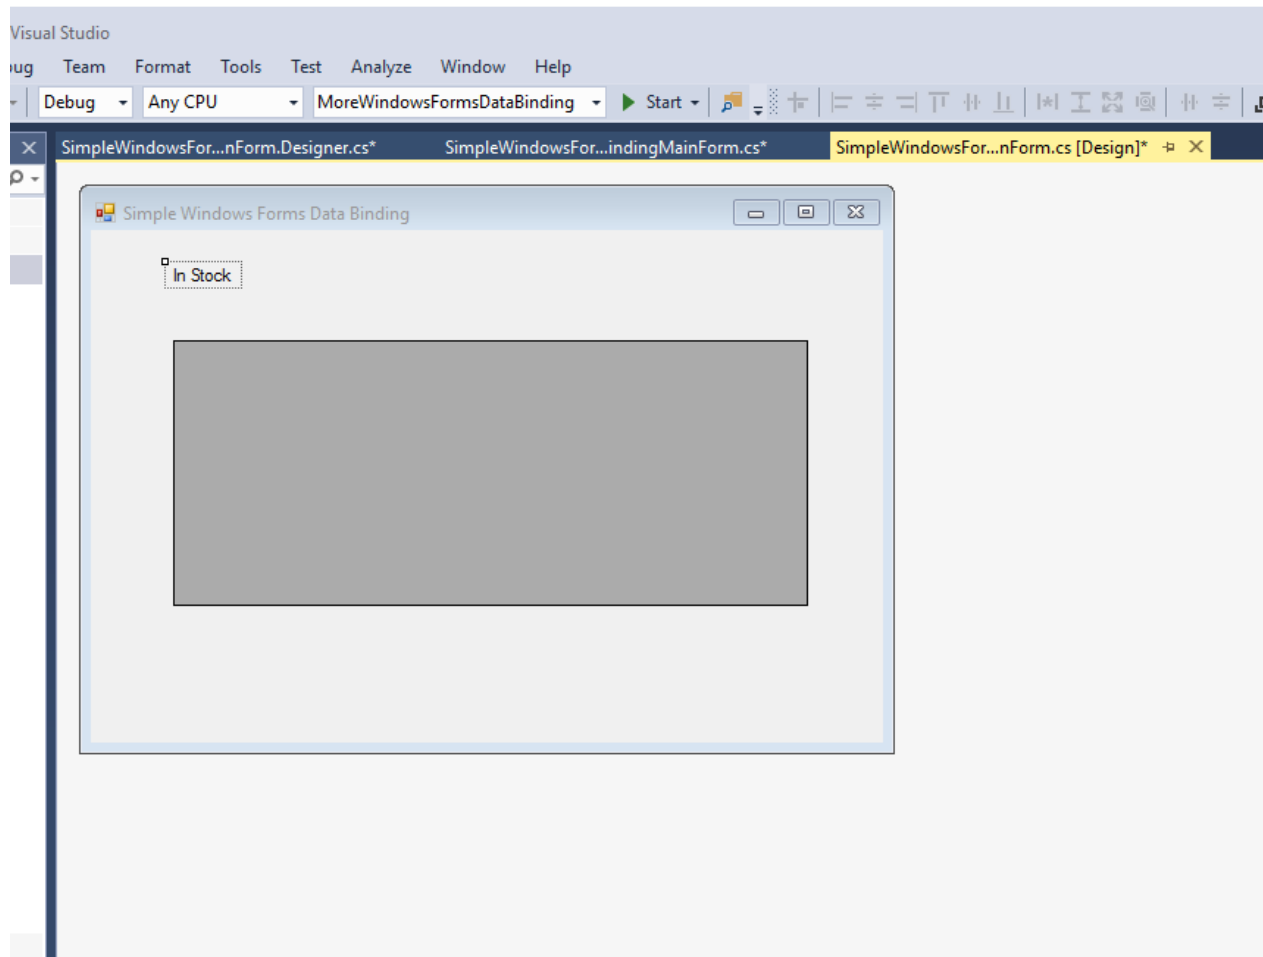 Visual Studio
ug Team Format Tools Test Analyze Window Help
Debug Any CPU MoreWindowsFormsDataBinding Start
SimpleWindowsFor...nForm.Designer.cs* SimpleWindowsFor...indingMainForm.cs* SimpleWindowsFor...nForm.cs [Design]*
Simple Windows Forms Data Binding
In Stock